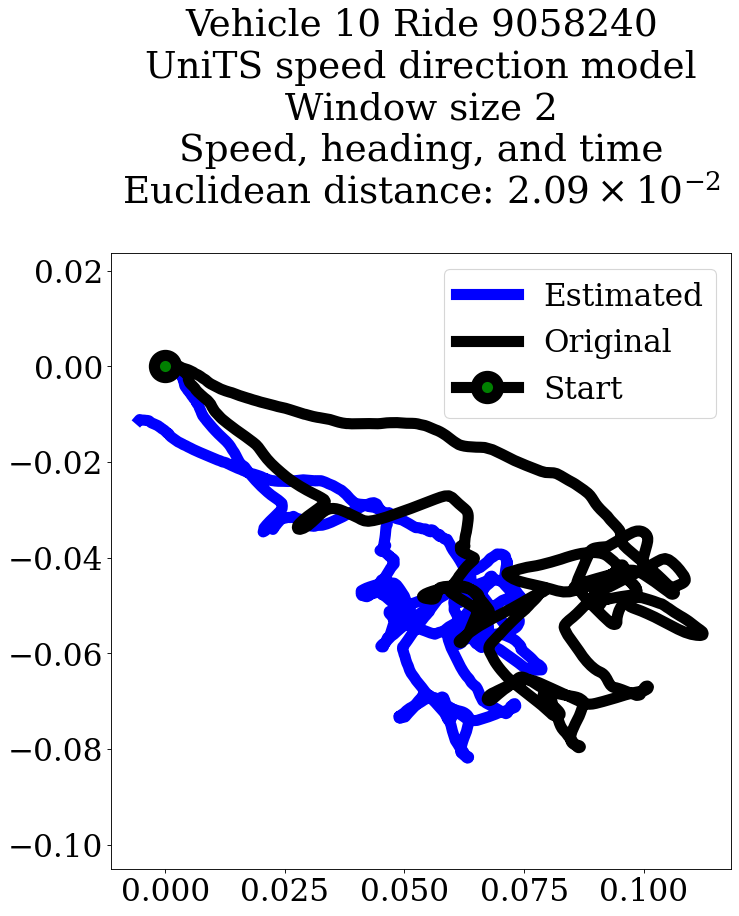 Vehicle 10 Ride 9058240
UniTS speed direction model
Window size 2
Speed, heading, and time
Euclidean distance: 2.09 × 10⁻²
0.02
0.00
−0.02
−0.04
−0.06
−0.08
−0.10
Estimated
Original
Start
0.000
0.025
0.050
0.075
0.100